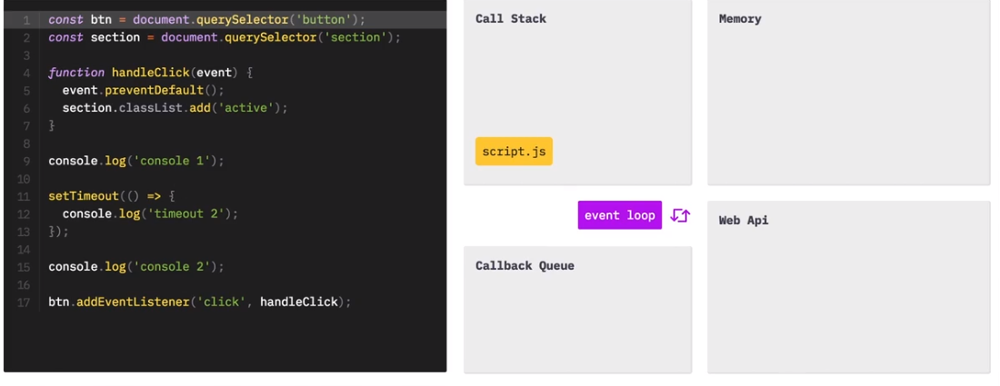 1 const btn = document.querySelector('button');
2 const section = document.querySelector('section');
3
4 function handleClick(event) {
5   event.preventDefault();
6   section.classList.add('active');
7 }
8
9 console.log('console 1');
10
11 setTimeout(() => {
12   console.log('timeout 2');
13 });
14
15 console.log('console 2');
16
17 btn.addEventListener('click', handleClick);
Call Stack
script.js
Memory
event loop
Callback Queue
Web Api